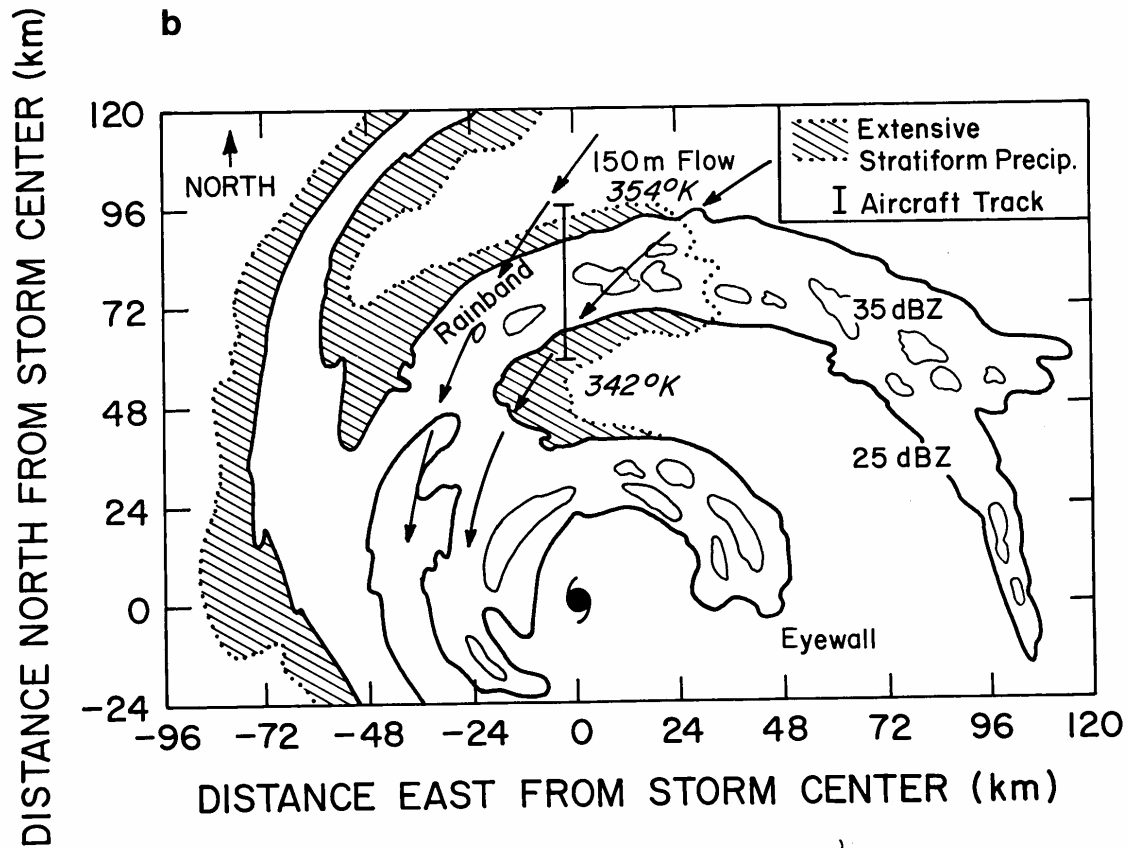 b
DISTANCE NORTH FROM STORM CENTER (km)
120
96
72
48
24
0
−24
NORTH
150m Flow
354°K
Extensive
Stratiform Precip.
Aircraft Track
Rainband
35 dBZ
342°K
25 dBZ
Eyewall
−96 −72 −48 −24 0 24 48 72 96 120
DISTANCE EAST FROM STORM CENTER (km)